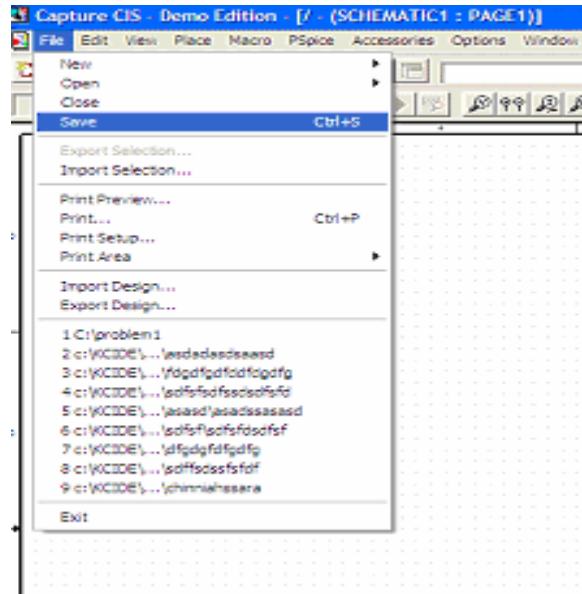 Capture CIS - Demo Edition - [/ - (SCHEMATIC1 : PAGE1)]
File Edit View Place Macro PSpice Accessories Options Window
New
Open
Close
Save Ctrl+S
Export Selection...
Import Selection...
Print Preview...
Print... Ctrl+P
Print Setup...
Print Area
Import Design...
Export Design...
1 C:\problem1
2 c:\KCIDE\...\asdadasdsaasd
3 c:\KCIDE\...\fdgdfgdfddfdgdfg
4 c:\KCIDE\...\sdfsfsdfssdsdfsfd
5 c:\KCIDE\...\asasd\asadssasasd
6 c:\KCIDE\...\sdfsf\sdfsfdsdfsf
7 c:\KCIDE\...\dfgdgfdfgdfg
8 c:\KCIDE\...\sdffsdssfsfdf
9 c:\KCIDE\...\chinniahssara
Exit